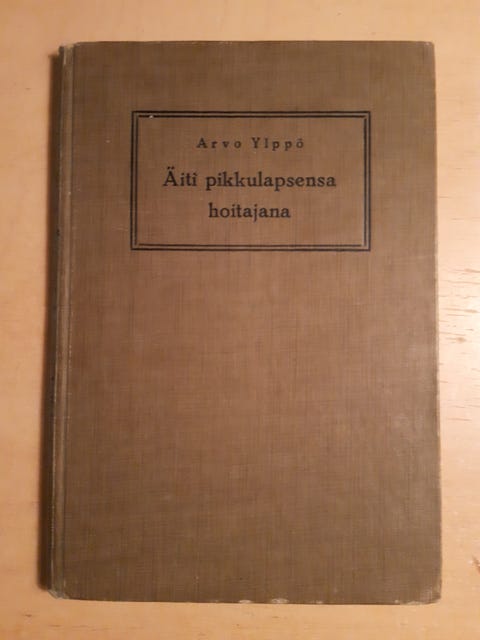 Arvo Ylppö
Äiti pikkulapsensa
hoitajana